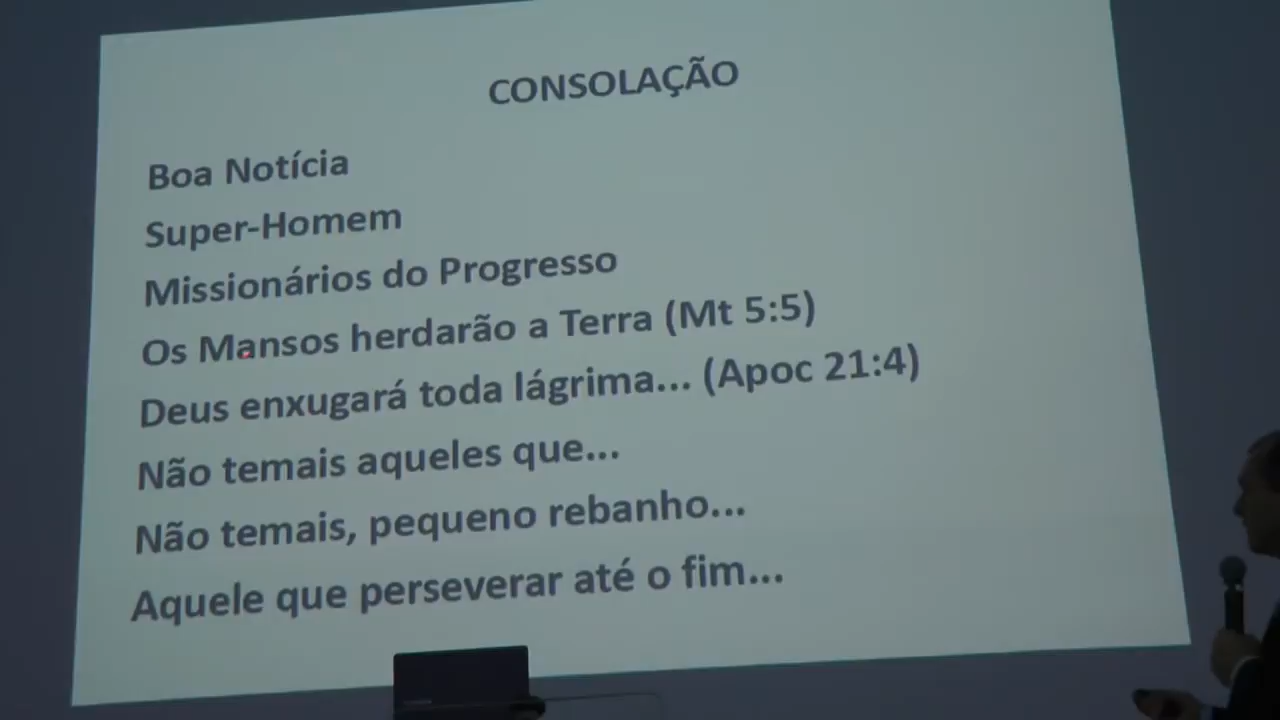 CONSOLAÇÃO
Boa Notícia
Super-Homem
Missionários do Progresso
Os Mansos herdarão a Terra (Mt 5:5)
Deus enxugará toda lágrima... (Apoc 21:4)
Não temais aqueles que...
Não temais, pequeno rebanho...
Aquele que perseverar até o fim...